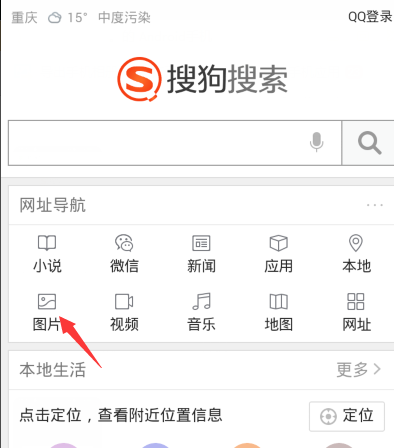 重庆 15° 中度污染 QQ登录
搜狗搜索
网址导航
小说 微信 新闻 应用 本地
图片 视频 音乐 地图 网址
本地生活 更多
点击定位，查看附近位置信息 定位